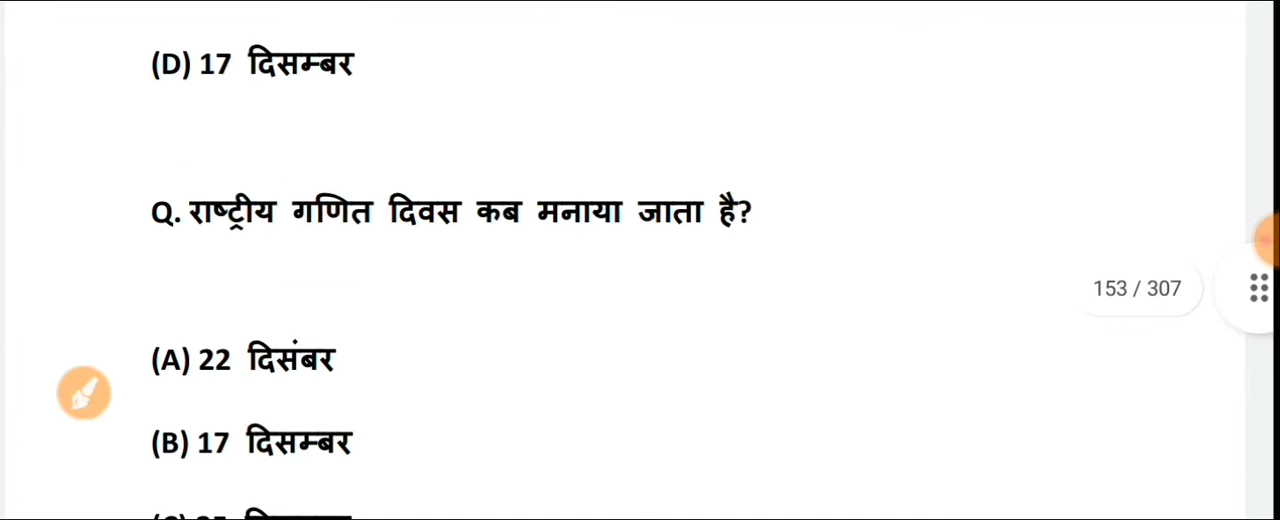 (D) 17 दिसम्बर
Q. राष्ट्रीय गणित दिवस कब मनाया जाता है?
153 / 307
(A) 22 दिसंबर
(B) 17 दिसम्बर